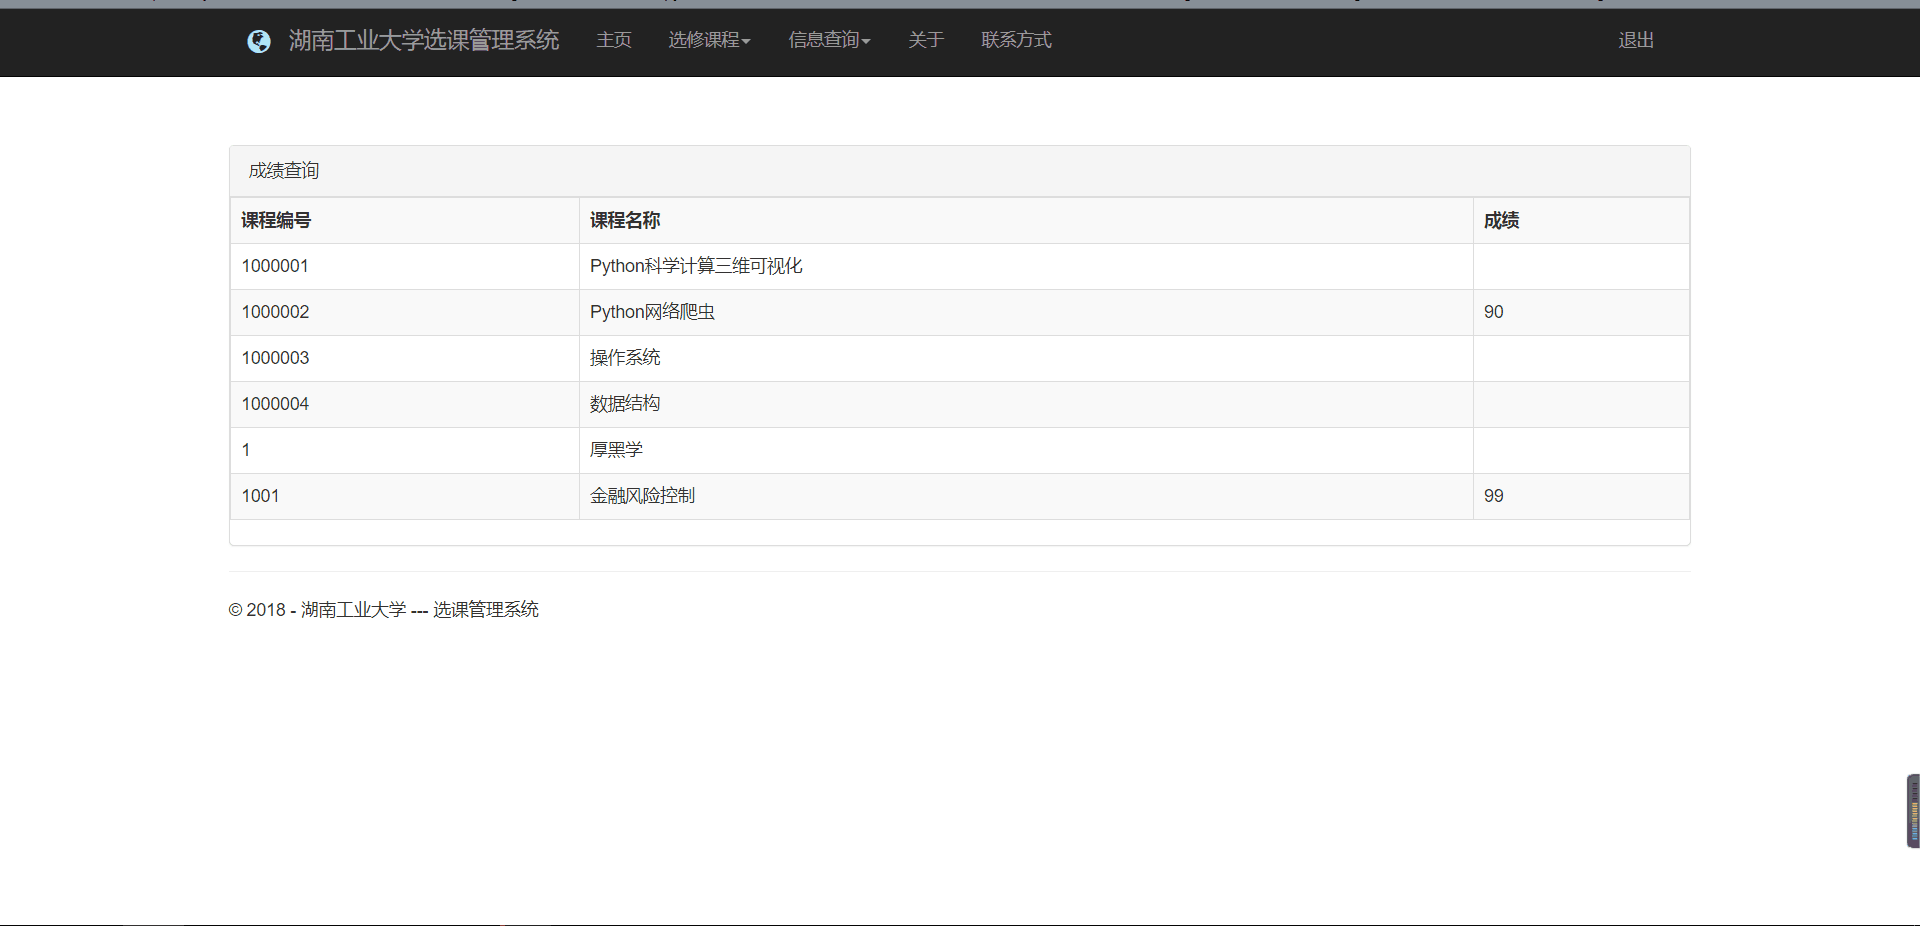 湖南工业大学选课管理系统 主页 选修课程 信息查询 关于 联系方式 退出
成绩查询
课程编号 课程名称 成绩
1000001 Python科学计算三维可视化
1000002 Python网络爬虫 90
1000003 操作系统
1000004 数据结构
1 厚黑学
1001 金融风险控制 99
© 2018 - 湖南工业大学 --- 选课管理系统